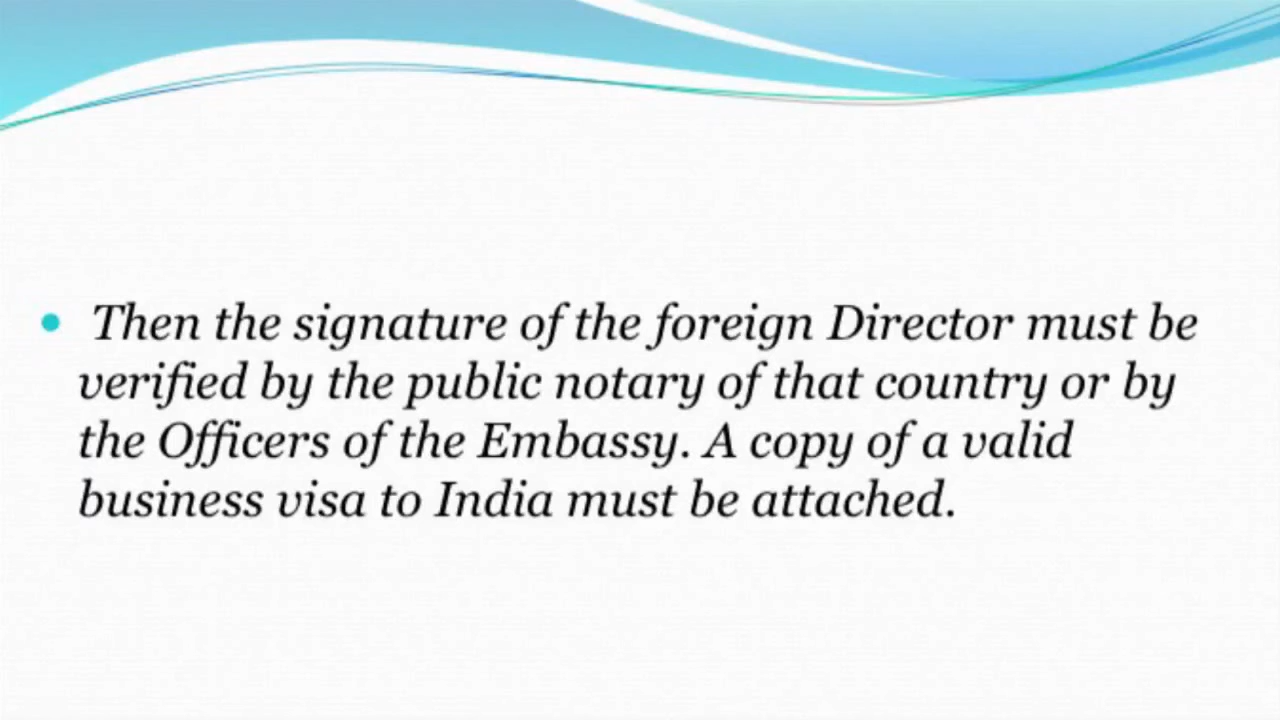 • Then the signature of the foreign Director must be
verified by the public notary of that country or by
the Officers of the Embassy. A copy of a valid
business visa to India must be attached.